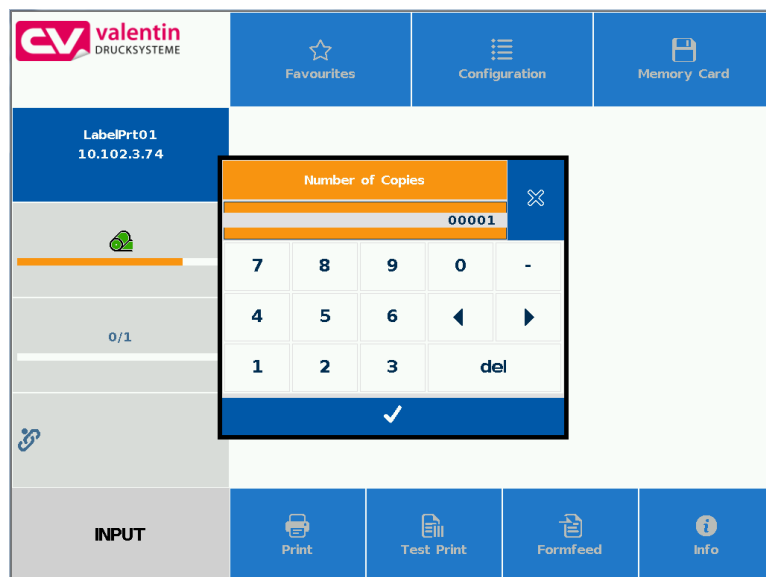 CV valentin
DRUCKSYSTEME
Favourites
Configuration
Memory Card
LabelPrt01
10.102.3.74
Number of Copies
00001
7 8 9 0 -
4 5 6
1 2 3 del
0/1
INPUT
Print
Test Print
Formfeed
i
Info